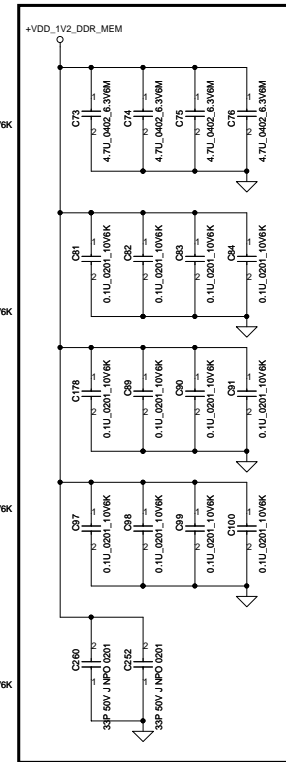 +VDD_1V2_DDR_MEM
C73 1 2 4.7U_0402_6.3V6M
C74 1 2 4.7U_0402_6.3V6M
C75 1 2 4.7U_0402_6.3V6M
C76 1 2 4.7U_0402_6.3V6M
V6K
C81 1 2 0.1U_0201_10V6K
C82 1 2 0.1U_0201_10V6K
C83 1 2 0.1U_0201_10V6K
C84 1 2 0.1U_0201_10V6K
V6K
C178 1 2 0.1U_0201_10V6K
C89 1 2 0.1U_0201_10V6K
C90 1 2 0.1U_0201_10V6K
C91 1 2 0.1U_0201_10V6K
V6K
C97 1 2 0.1U_0201_10V6K
C98 1 2 0.1U_0201_10V6K
C99 1 2 0.1U_0201_10V6K
C100 1 2 0.1U_0201_10V6K
V6K
C260 2 1 33P 50V J NPO 0201
C252 2 1 33P 50V J NPO 0201